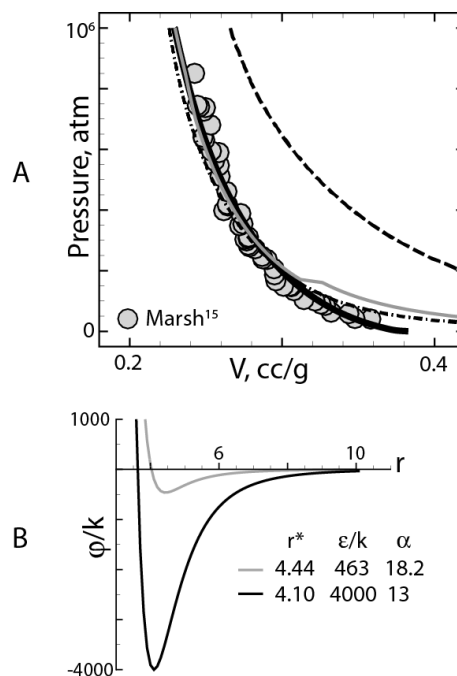 A
10⁶
Pressure, atm
0
Marsh¹⁵
0.2
0.4
V, cc/g
B
1000
6
10
r
φ/k
r* ε/k α
4.44 463 18.2
4.10 4000 13
-4000